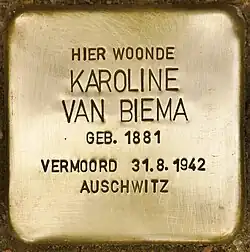 HIER WOONDE
KAROLINE
VAN BIEMA
GEB. 1881
VERMOORD 31.8.1942
AUSCHWITZ